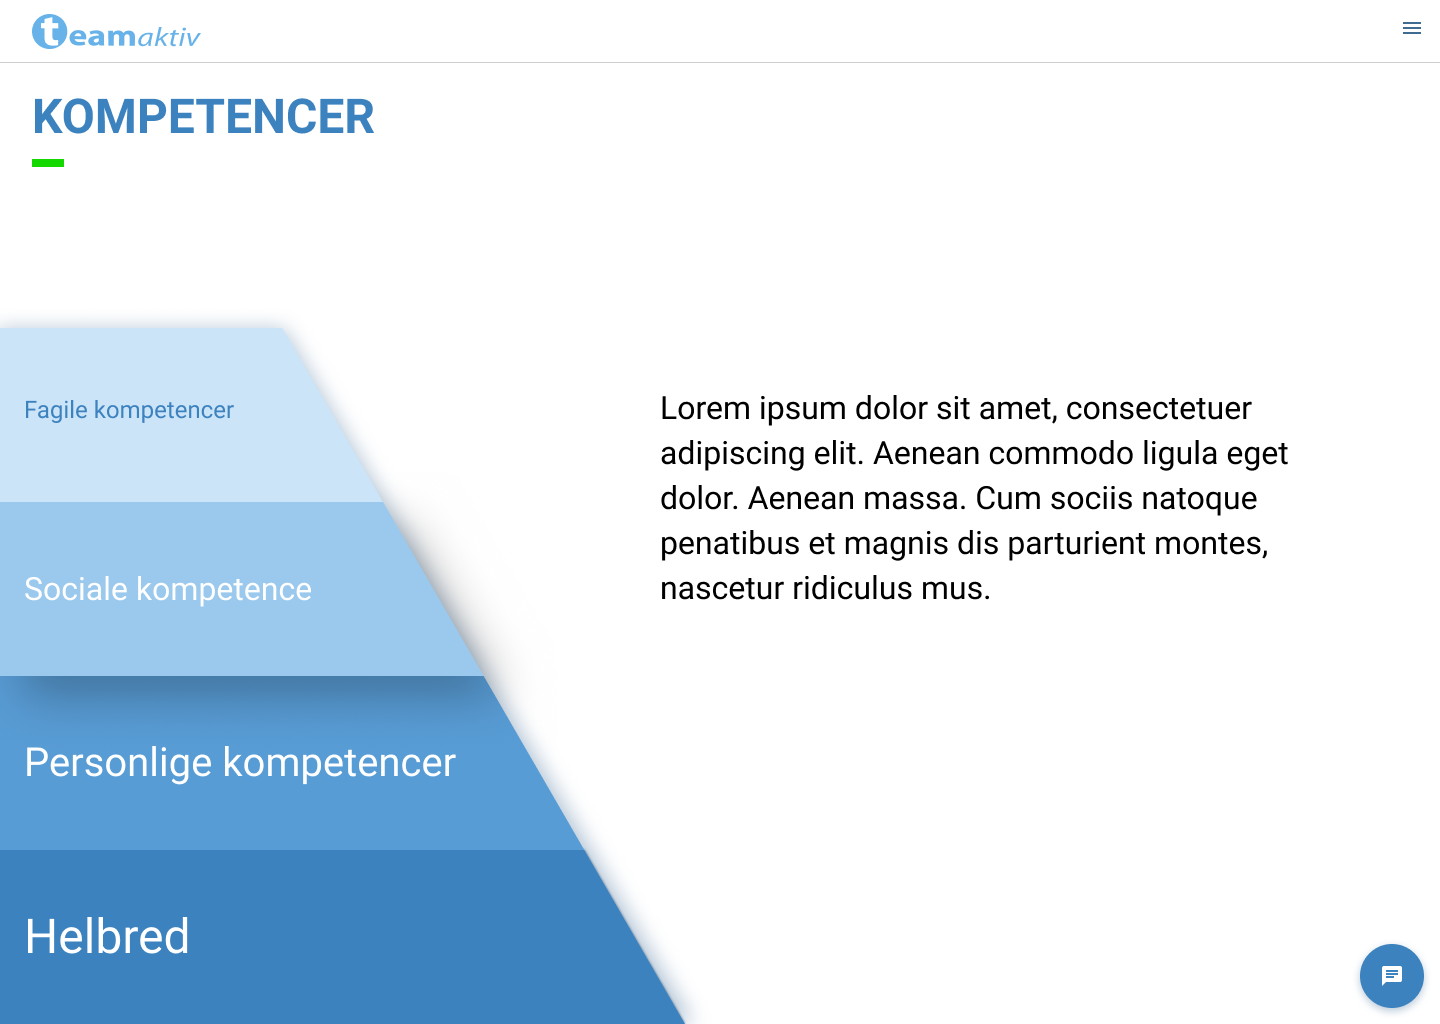 teamaktiv
KOMPETENCER
Fagile kompetencer
Sociale kompetence
Personlige kompetencer
Helbred
Lorem ipsum dolor sit amet, consectetuer
adipiscing elit. Aenean commodo ligula eget
dolor. Aenean massa. Cum sociis natoque
penatibus et magnis dis parturient montes,
nascetur ridiculus mus.